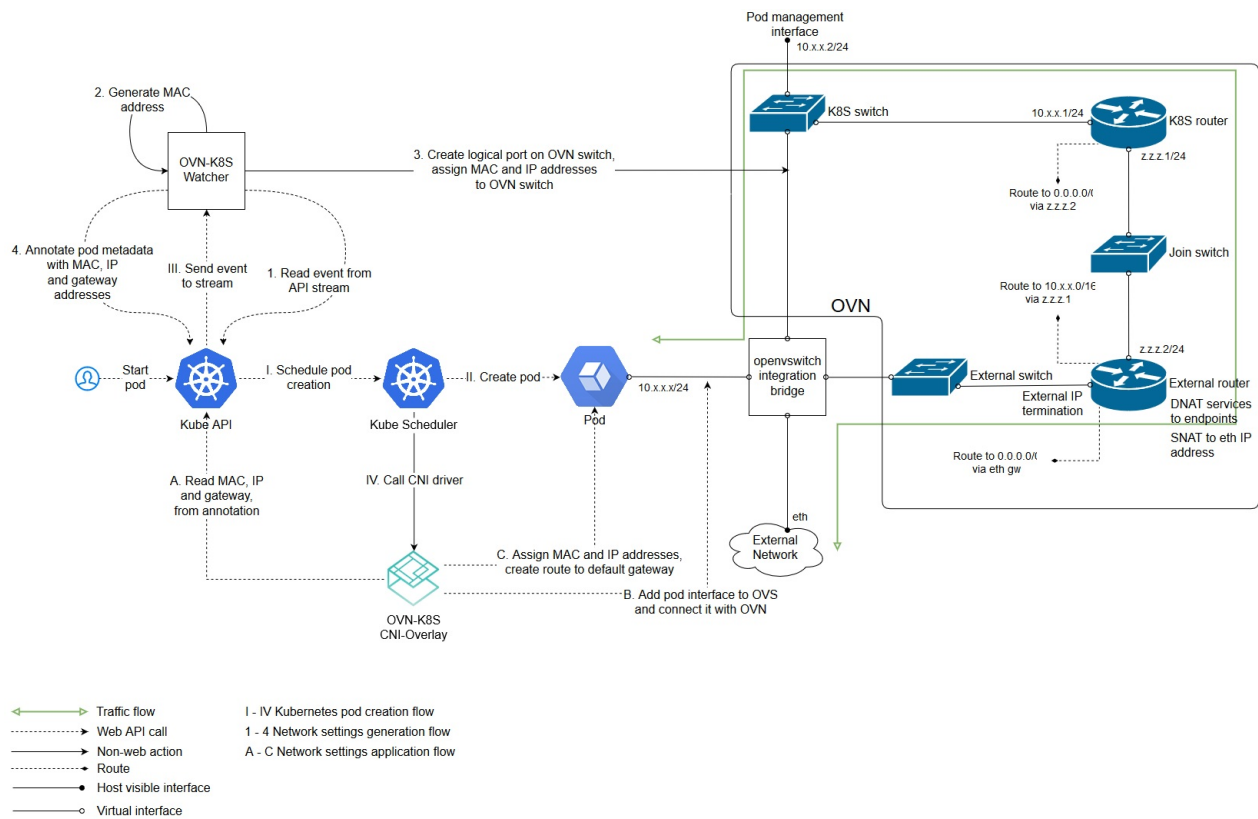 Pod management
interface
10.x.x.2/24
2. Generate MAC
address
K8S switch
10.x.x.1/24
K8S router
OVN-K8S
Watcher
3. Create logical port on OVN switch,
assign MAC and IP addresses
to OVN switch
z.z.z.1/24
Route to 0.0.0.0/(
via z.z.z.2
4. Annotate pod metadata
with MAC, IP
and gateway
addresses
III. Send event
to stream
1. Read event from
API stream
Join switch
Route to 10.x.x.0/16
via z.z.z.1
OVN
Start
pod
I. Schedule pod
creation
II. Create pod
10.x.x.x/24
openvswitch
integration
bridge
z.z.z.2/24
External switch
External IP
termination
External router
DNAT services
to endpoints
SNAT to eth IP
address
Kube API
Kube Scheduler
Pod
Route to 0.0.0.0/(
via eth gw
A. Read MAC, IP
and gateway,
from annotation
IV. Call CNI driver
eth
External
Network
C. Assign MAC and IP addresses,
create route to default gateway
B. Add pod interface to OVS
and connect it with OVN
OVN-K8S
CNI-Overlay
Traffic flow
I - IV Kubernetes pod creation flow
Web API call
1 - 4 Network settings generation flow
Non-web action
A - C Network settings application flow
Route
Host visible interface
Virtual interface